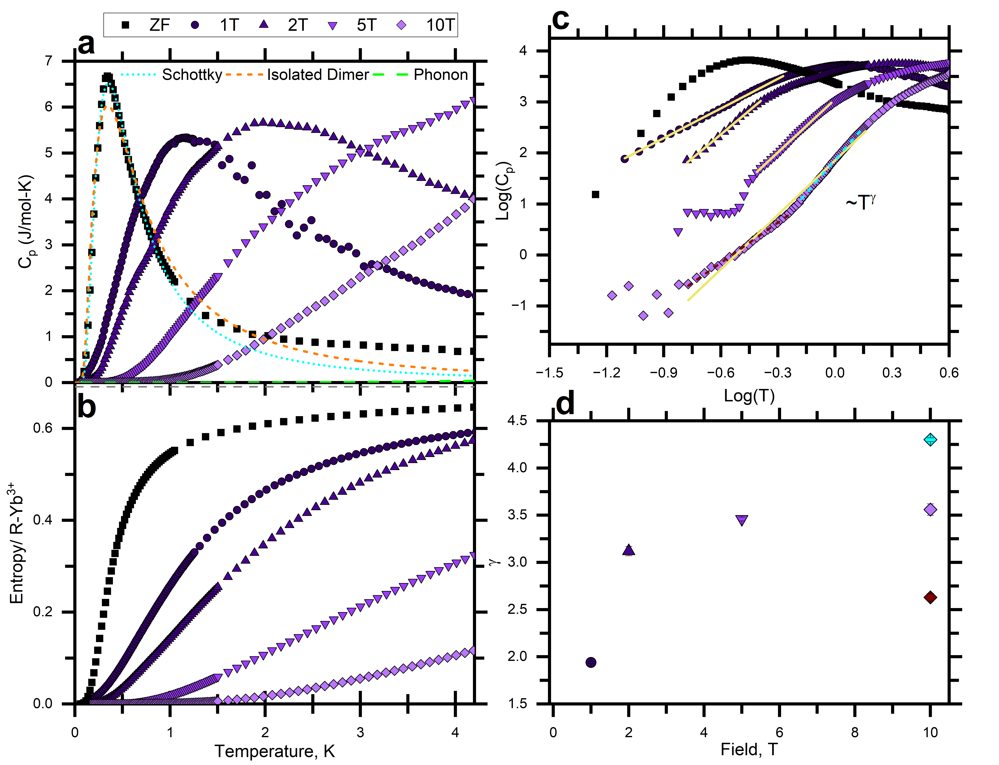 ZF 1T 2T 5T 10T
a
Schottky Isolated Dimer Phonon
7
6
5
4
3
2
1
0
Cp (J/mol-K)
b
0.6
0.4
0.2
0.0
Entropy/ R-Yb3+
0 1 2 3 4
Temperature, K
c
4
3
2
1
0
−1
Log(Cp)
~Tγ
−1.5 −1.2 −0.9 −0.6 −0.3 0.0 0.3 0.6
Log(T)
d
4.5
4.0
3.5
3.0
2.5
2.0
1.5
γ
0 2 4 6 8 10
Field, T